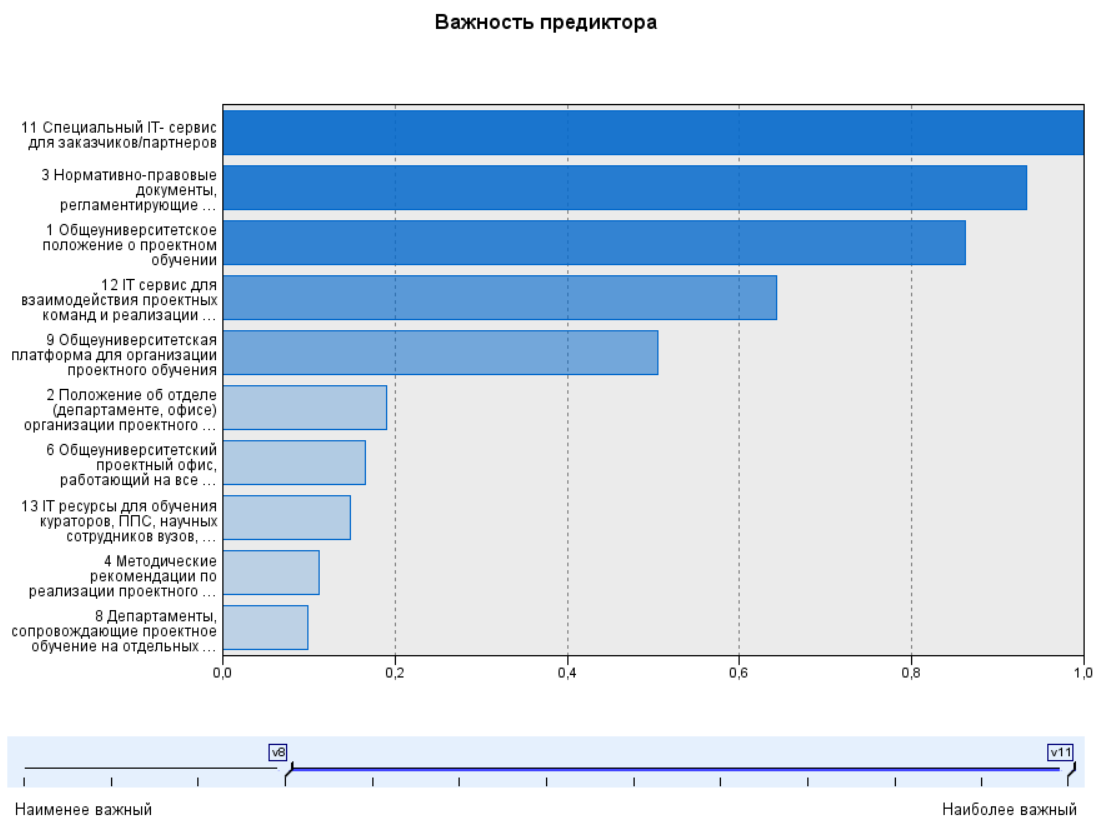 Важность предиктора
11 Специальный IT- сервис
для заказчиков/партнеров
3 Нормативно-правовые
документы,
регламентирующие ...
1 Общеуниверситетское
положение о проектном
обучении
12 IT сервис для
взаимодействия проектных
команд и реализации ...
9 Общеуниверситетская
платформа для организации
проектного обучения
2 Положение об отделе
(департаменте, офисе)
организации проектного ...
6 Общеуниверситетский
проектный офис,
работающий на все ...
13 IT ресурсы для обучения
кураторов, ППС, научных
сотрудников вузов, ...
4 Методические
рекомендации по
реализации проектного ...
8 Департаменты,
сопровождающие проектное
обучение на отдельных ...
0,0 0,2 0,4 0,6 0,8 1,0
v8 v11
Наименее важный Наиболее важный